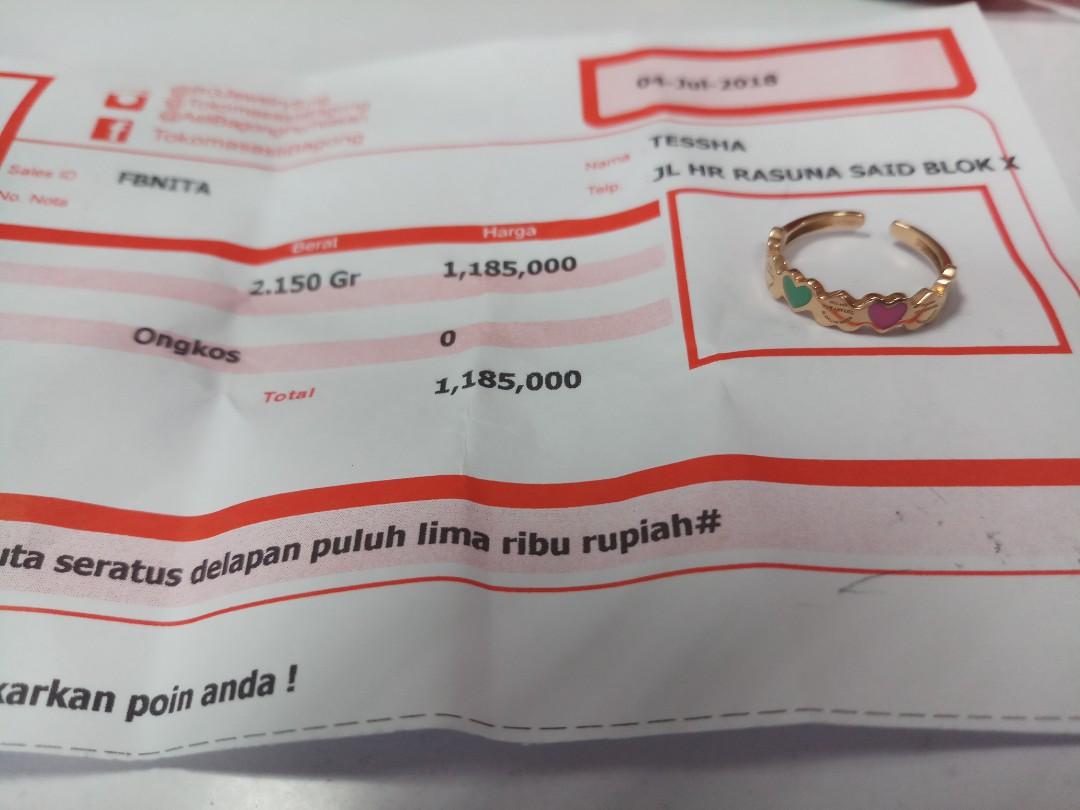 04-Jul-2018
Tokomas
Sales ID FBNITA
No. Nota
Nama TESSHA
Telp. JL HR RASUNA SAID BLOK X
Berat Harga
2.150 Gr 1,185,000
Ongkos 0
Total 1,185,000
uta seratus delapan puluh lima ribu rupiah#
karkan poin anda !